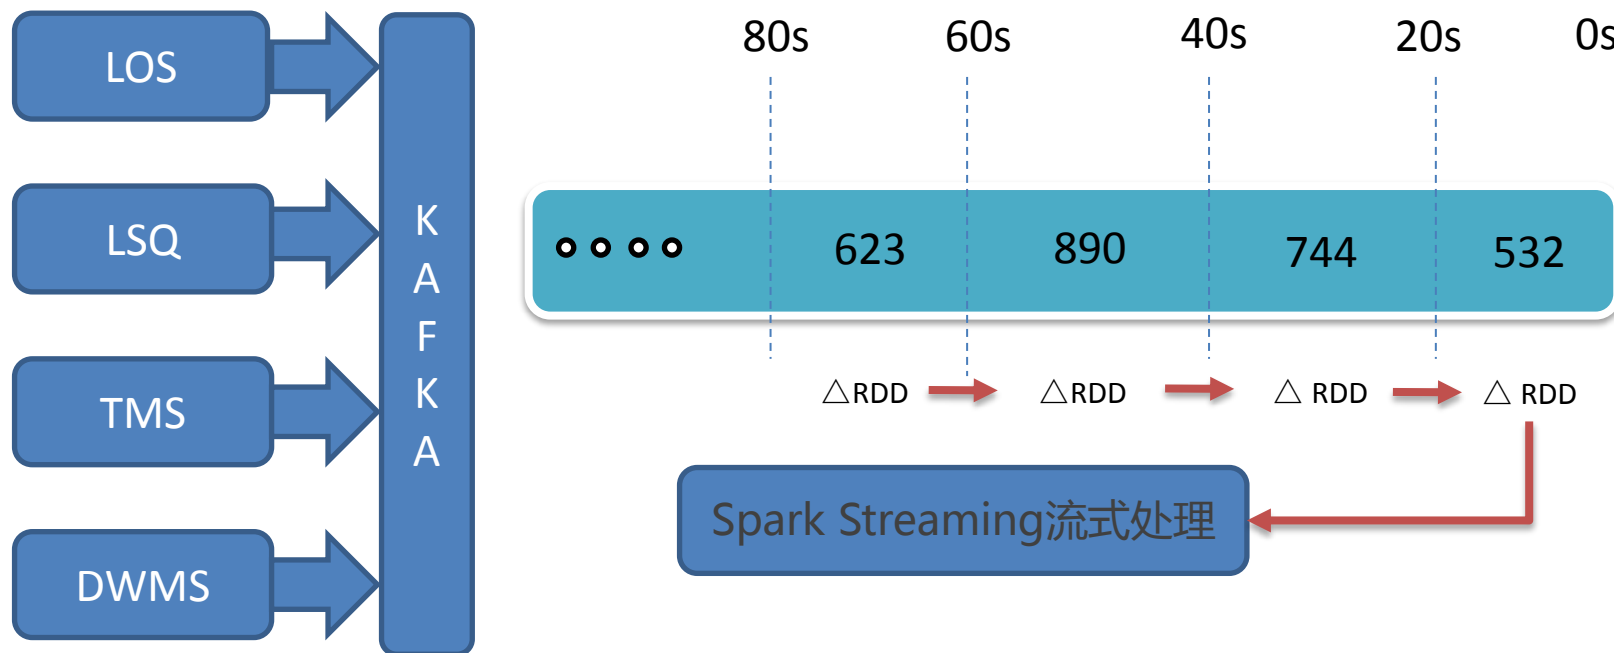 LOS
LSQ
TMS
DWMS
K
A
F
K
A
80s
60s
40s
20s
0s
623
890
744
532
△RDD
△RDD
△ RDD
△ RDD
Spark Streaming流式处理